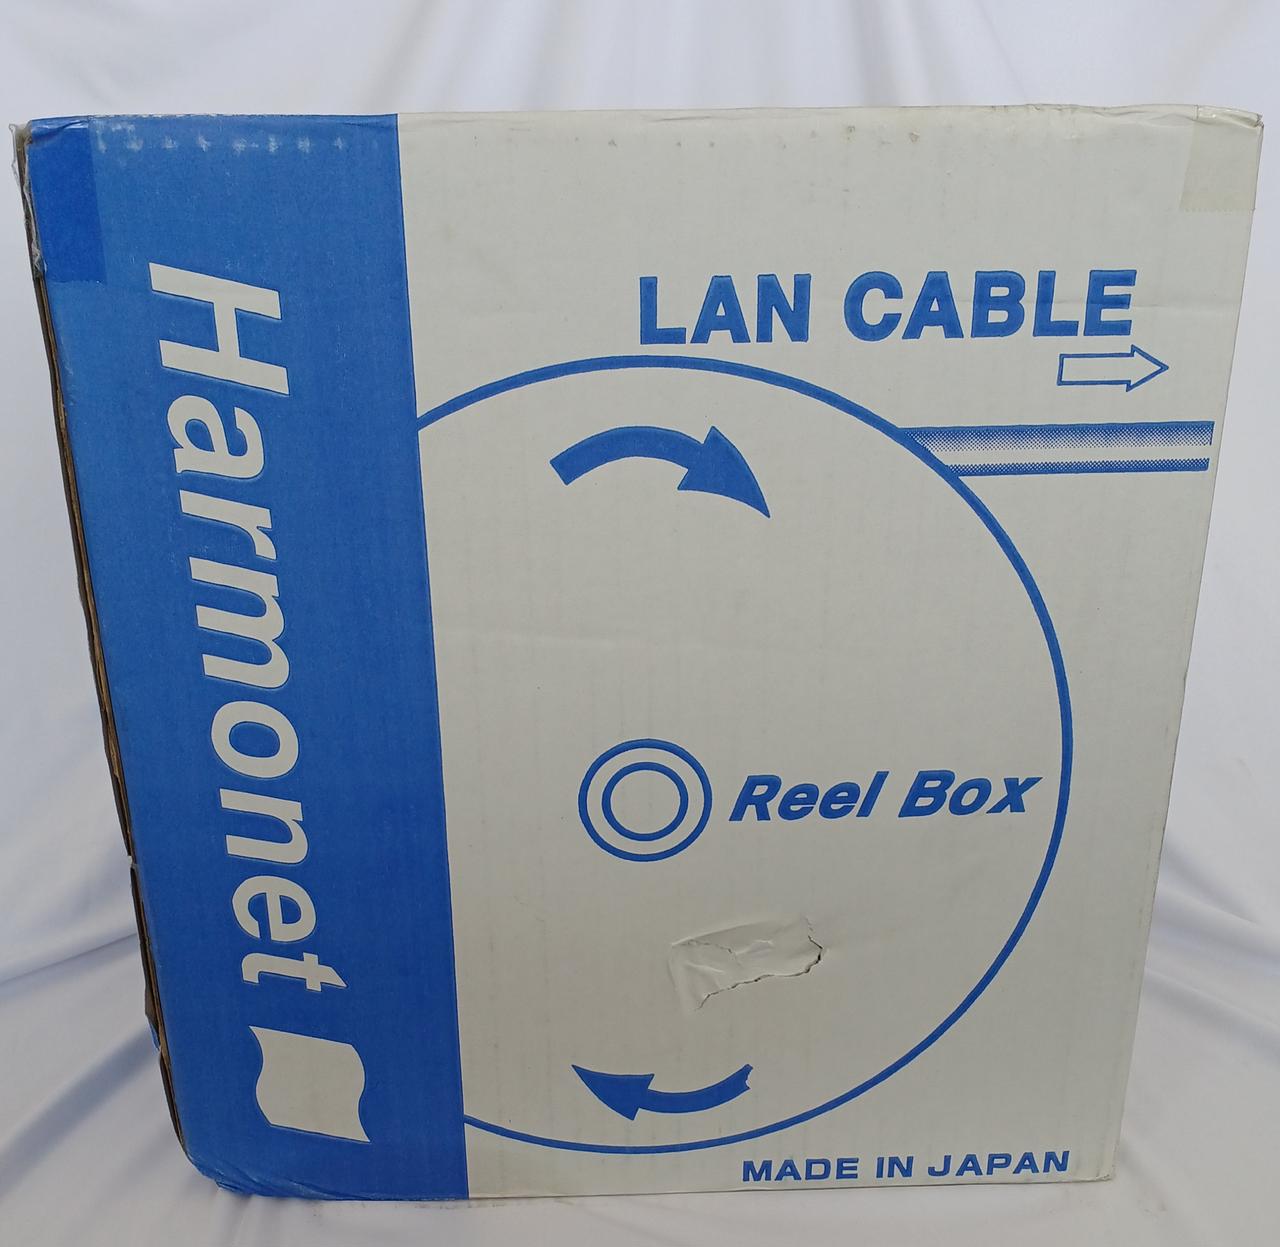 Harmonet
LAN CABLE
Reel Box
MADE IN JAPAN